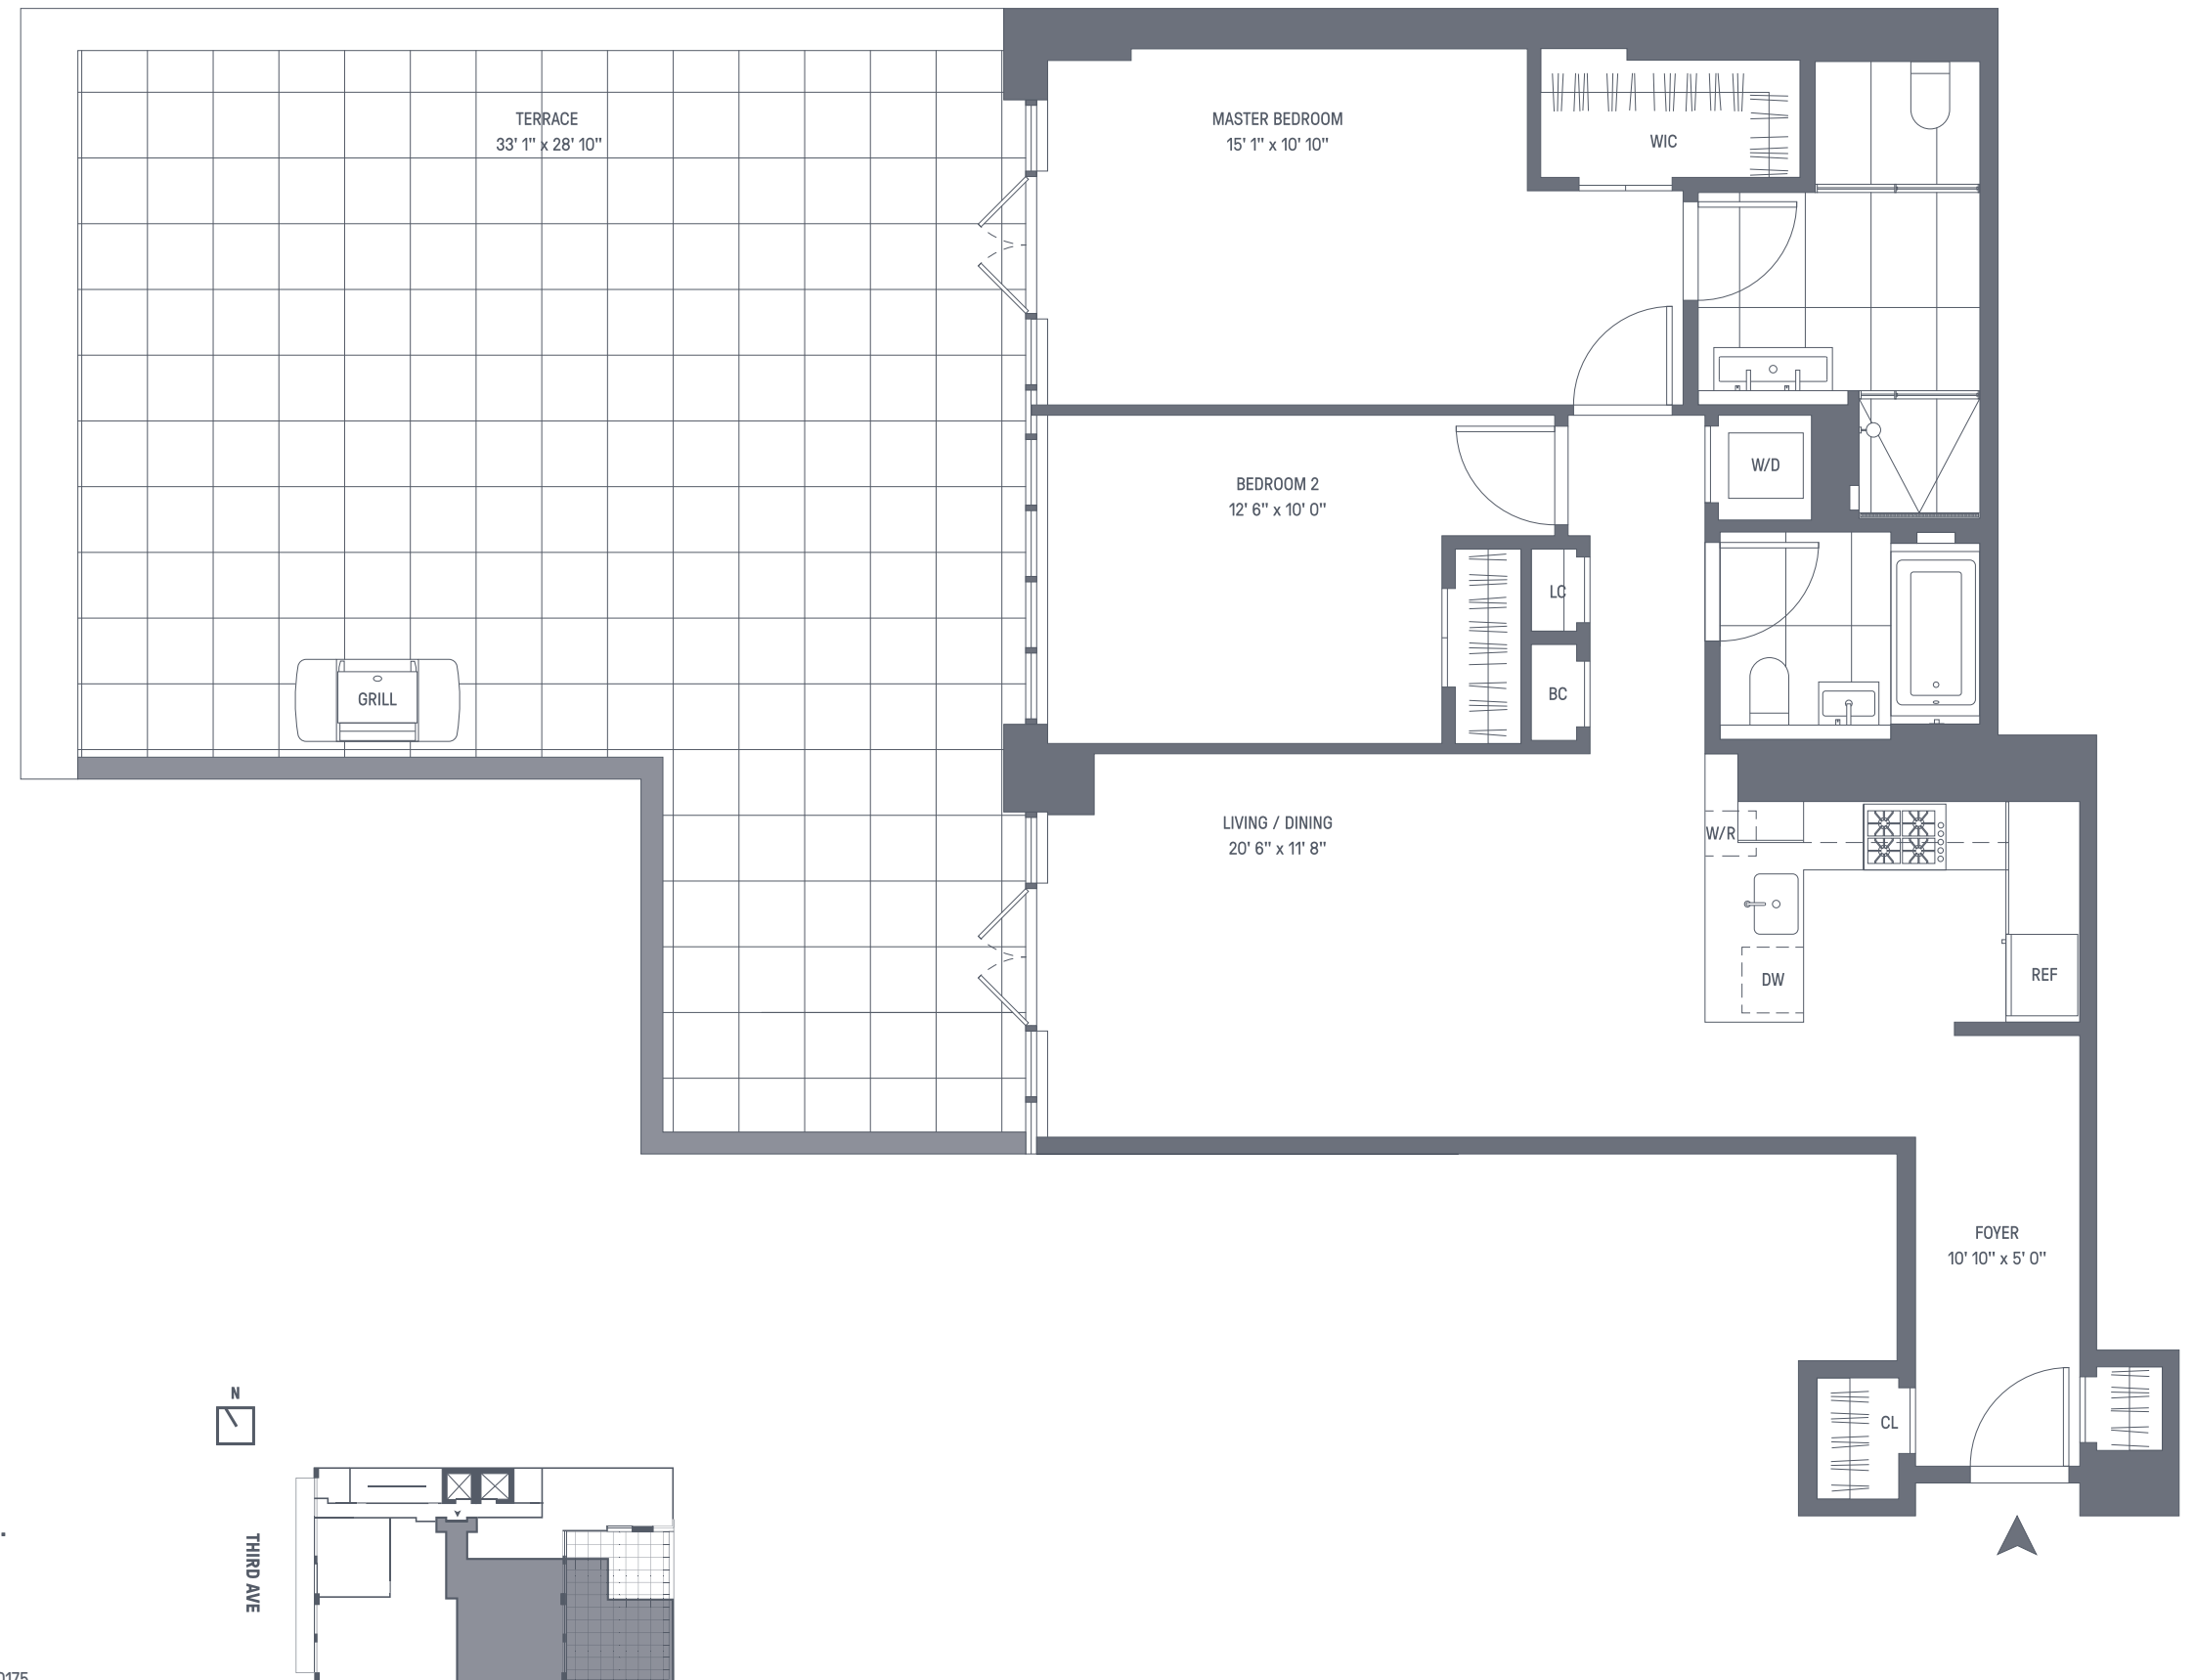 TERRACE
33' 1" x 28' 10"
MASTER BEDROOM
15' 1" x 10' 10"
WIC
BEDROOM 2
12' 6" x 10' 0"
W/D
LC
BC
GRILL
LIVING / DINING
20' 6" x 11' 8"
W/R
DW
REF
FOYER
10' 10" x 5' 0"
CL
N
THIRD AVE
0175